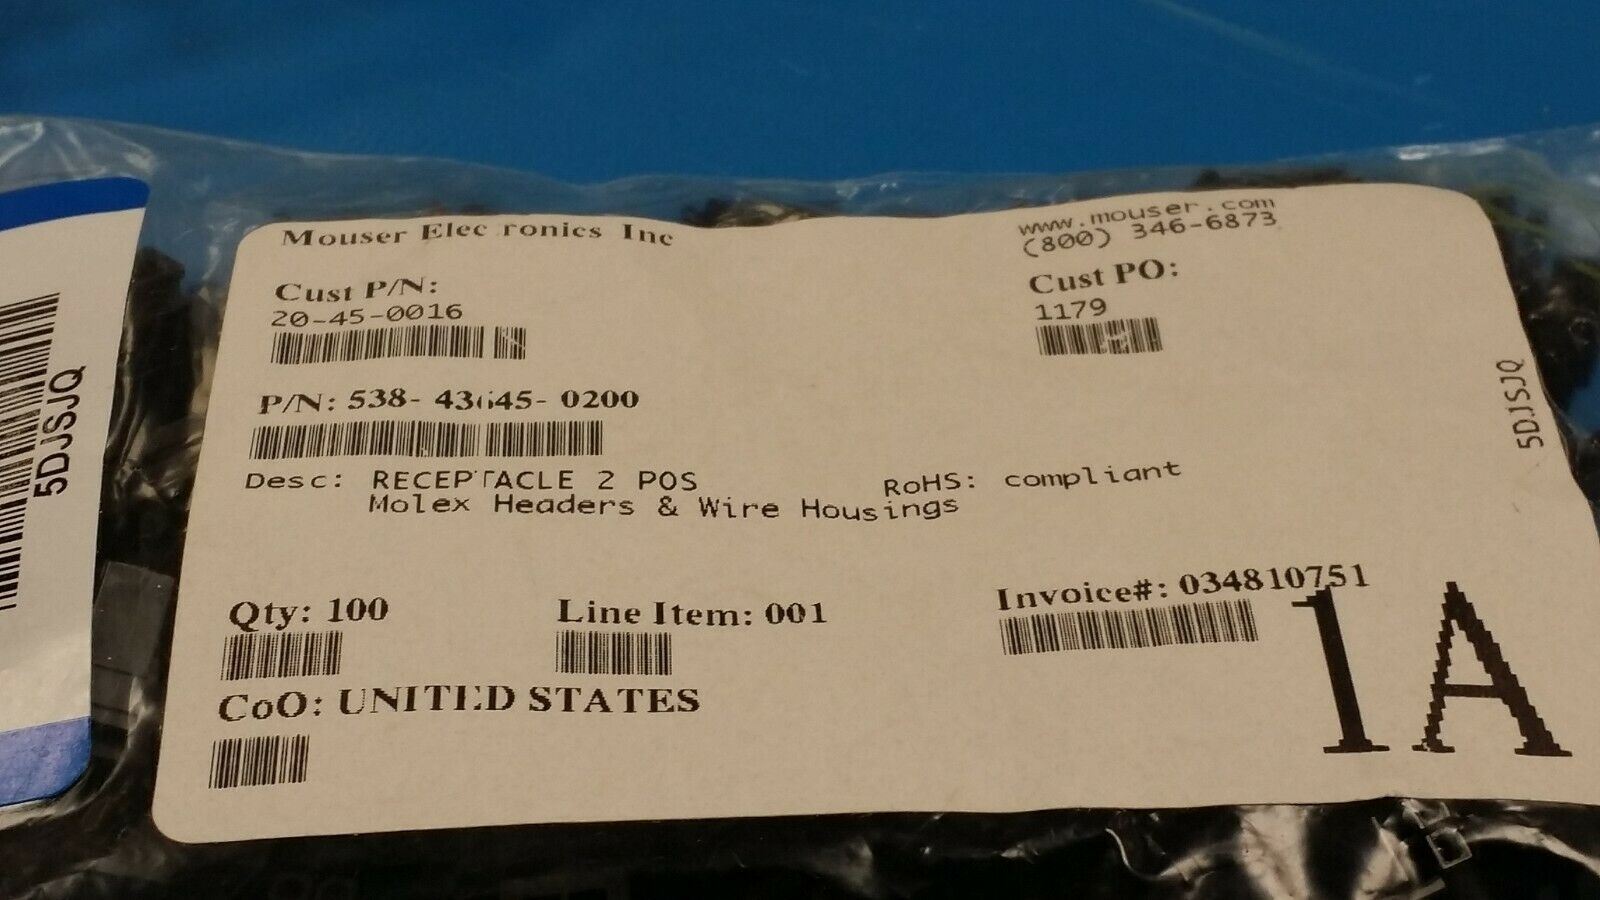 Mouser Electronics Inc
www.mouser.com
(800) 346-6873
Cust P/N:
20-45-0016
Cust PO:
1179
P/N: 538- 43645- 0200
Desc: RECEPTACLE 2 POS
RoHS: compliant
Molex Headers & Wire Housings
Qty: 100
Line Item: 001
Invoice#: 034810751
CoO: UNITED STATES
1A
5DJSJQ
5DJSJQ